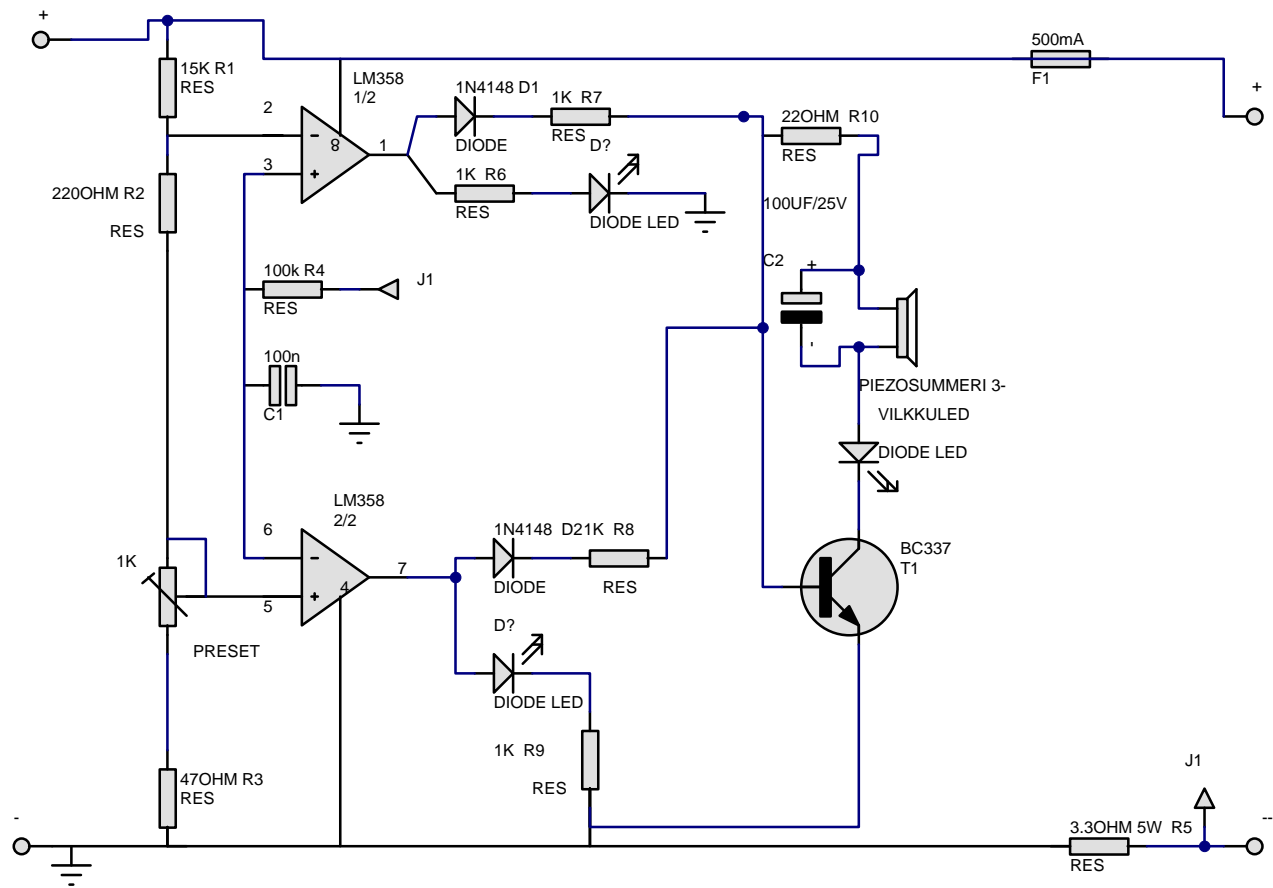 +
15K R1
RES
LM358
1/2
500mA
F1
+
2
8
3
1
1N4148 D1
DIODE
1K R7
RES
D?
22OHM R10
RES
220OHM R2
RES
1K R6
RES
DIODE LED
100UF/25V
C2
+
-
100k R4
RES
J1
100n
C1
PIEZOSUMMERI 3-
VILKKULED
DIODE LED
LM358
2/2
6
5
4
7
1N4148 D21K R8
DIODE
RES
BC337
T1
1K
PRESET
D?
DIODE LED
1K R9
RES
47OHM R3
RES
-
J1
3.3OHM 5W R5
RES
--